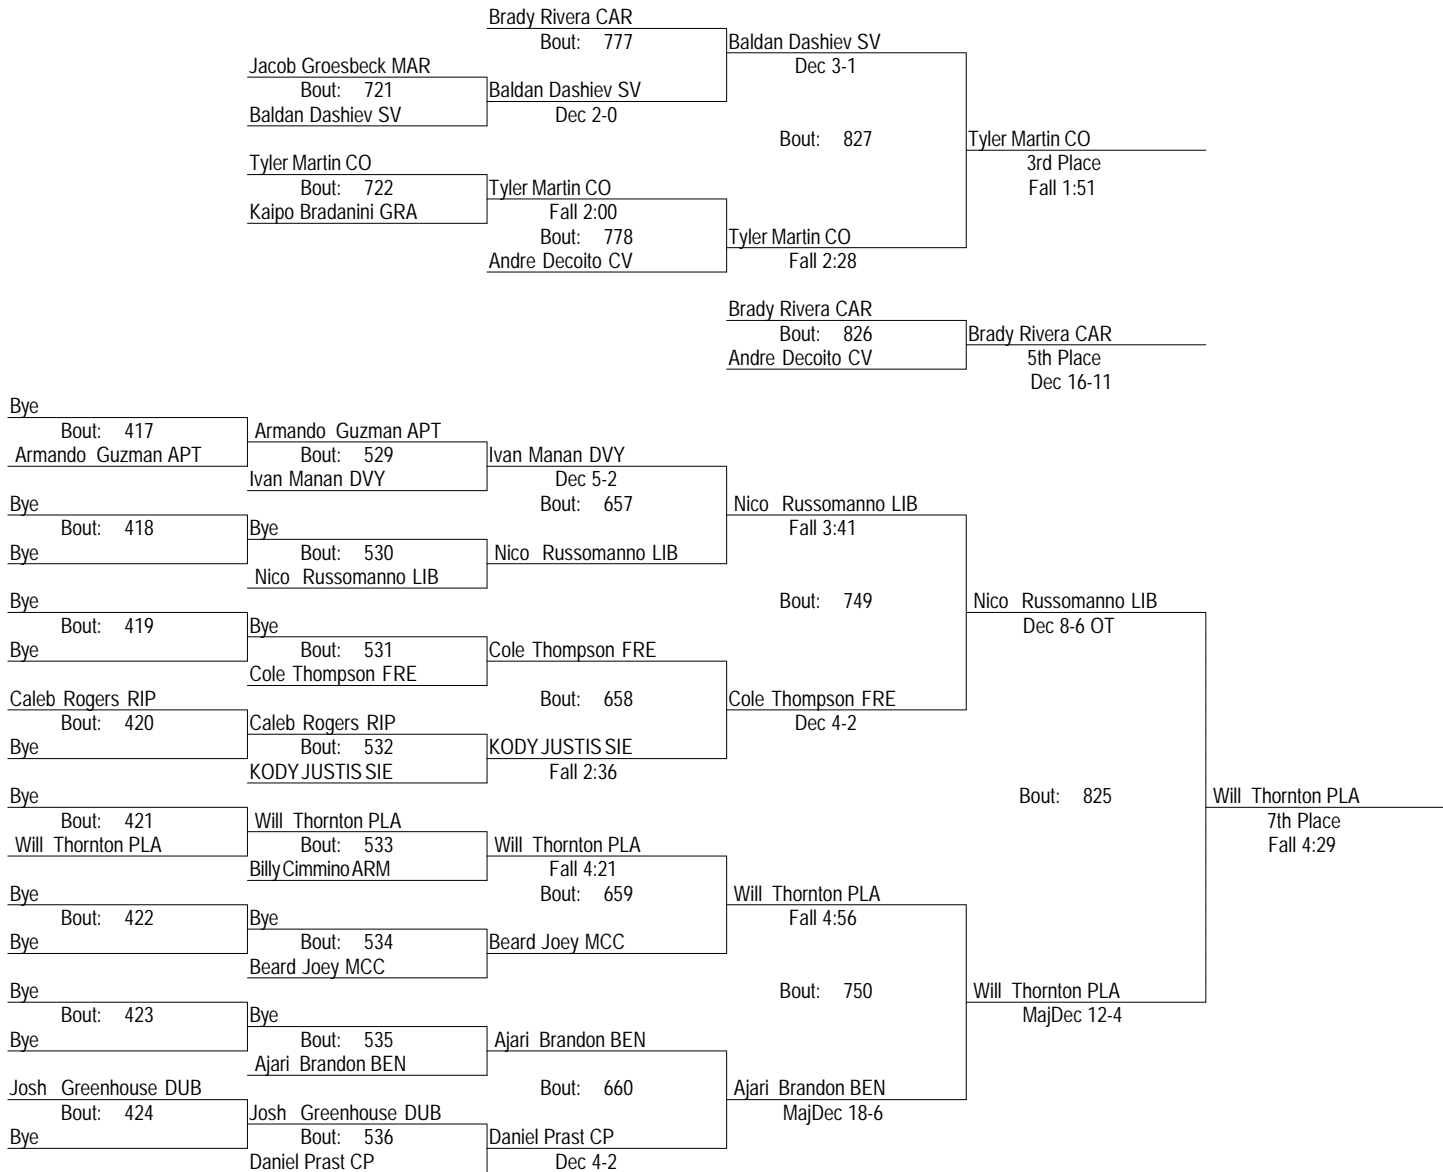 Brady Rivera CAR
Bout: 777
Baldan Dashiev SV
Dec 3-1
Jacob Groesbeck MAR
Bout: 721
Baldan Dashiev SV
Baldan Dashiev SV
Dec 2-0
Bout: 827
Tyler Martin CO
3rd Place
Fall 1:51
Tyler Martin CO
Bout: 722
Kaipo Bradanini GRA
Tyler Martin CO
Fall 2:00
Bout: 778
Andre Decoito CV
Tyler Martin CO
Fall 2:28
Brady Rivera CAR
Bout: 826
Andre Decoito CV
Brady Rivera CAR
5th Place
Dec 16-11
Bye
Bout: 417
Armando Guzman APT
Armando Guzman APT
Bout: 529
Ivan Manan DVY
Ivan Manan DVY
Dec 5-2
Bout: 657
Bye
Bout: 418
Bye
Bye
Bout: 530
Nico Russomanno LIB
Nico Russomanno LIB
Nico Russomanno LIB
Fall 3:41
Bout: 749
Bye
Bout: 419
Bye
Bye
Bout: 531
Cole Thompson FRE
Cole Thompson FRE
Bout: 658
Nico Russomanno LIB
Dec 8-6 OT
Caleb Rogers RIP
Bout: 420
Bye
Caleb Rogers RIP
Bout: 532
KODY JUSTIS SIE
KODY JUSTIS SIE
Fall 2:36
Cole Thompson FRE
Dec 4-2
Bout: 825
Will Thornton PLA
7th Place
Fall 4:29
Bye
Bout: 421
Will Thornton PLA
Will Thornton PLA
Bout: 533
Billy Cimmino ARM
Will Thornton PLA
Fall 4:21
Bout: 659
Bye
Bout: 422
Bye
Bye
Bout: 534
Beard Joey MCC
Beard Joey MCC
Will Thornton PLA
Fall 4:56
Bout: 750
Will Thornton PLA
MajDec 12-4
Bye
Bout: 423
Bye
Bye
Bout: 535
Ajari Brandon BEN
Ajari Brandon BEN
Bout: 660
Ajari Brandon BEN
MajDec 18-6
Josh Greenhouse DUB
Bout: 424
Bye
Josh Greenhouse DUB
Bout: 536
Daniel Prast CP
Daniel Prast CP
Dec 4-2